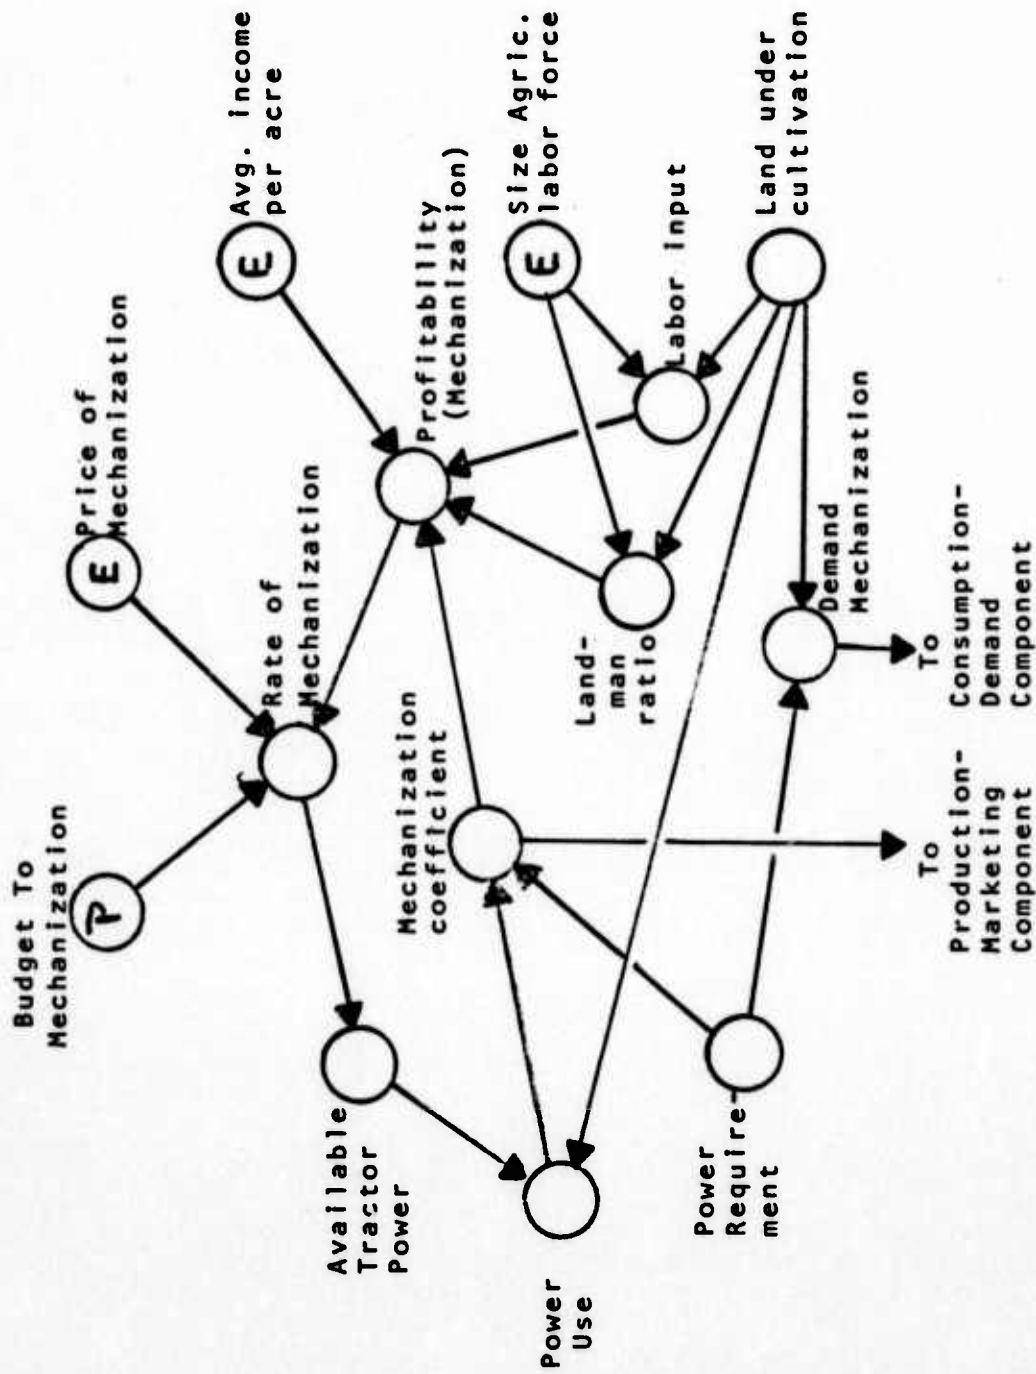 Budget To
Mechanization
P
E
Price of
Mechanization
E
Avg. income
per acre
Rate of
Mechanization
Available
Tractor
Power
Mechanization
coefficient
Profitability
(Mechanization)
E
Size Agric.
labor force
Power
Use
Land-
man
ratio
Labor input
Power
Require-
ment
Demand
Mechanization
Land under
cultivation
To
Production-
Marketing
Component
To
Consumption-
Demand
Component